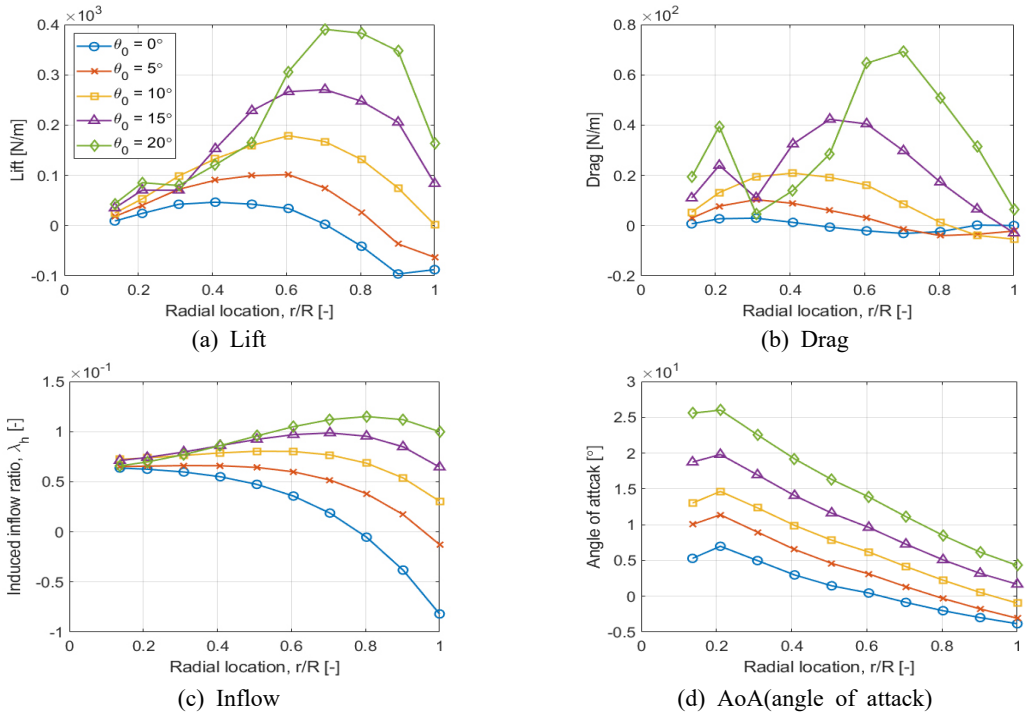 ×10³
0.4
0.3
0.2
0.1
0
-0.1
Lift [N/m]
θ₀ = 0°
θ₀ = 5°
θ₀ = 10°
θ₀ = 15°
θ₀ = 20°
0 0.2 0.4 0.6 0.8 1
Radial location, r/R [-]
(a) Lift
×10²
0.8
0.6
0.4
0.2
0
-0.2
Drag [N/m]
0 0.2 0.4 0.6 0.8 1
Radial location, r/R [-]
(b) Drag
×10⁻¹
1.5
1
0.5
0
-0.5
-1
Induced inflow ratio, λₕ [-]
0 0.2 0.4 0.6 0.8 1
Radial location, r/R [-]
(c) Inflow
×10¹
3
2.5
2
1.5
1
0.5
0
-0.5
Angle of attcak [°]
0 0.2 0.4 0.6 0.8 1
Radial location, r/R [-]
(d) AoA(angle of attack)